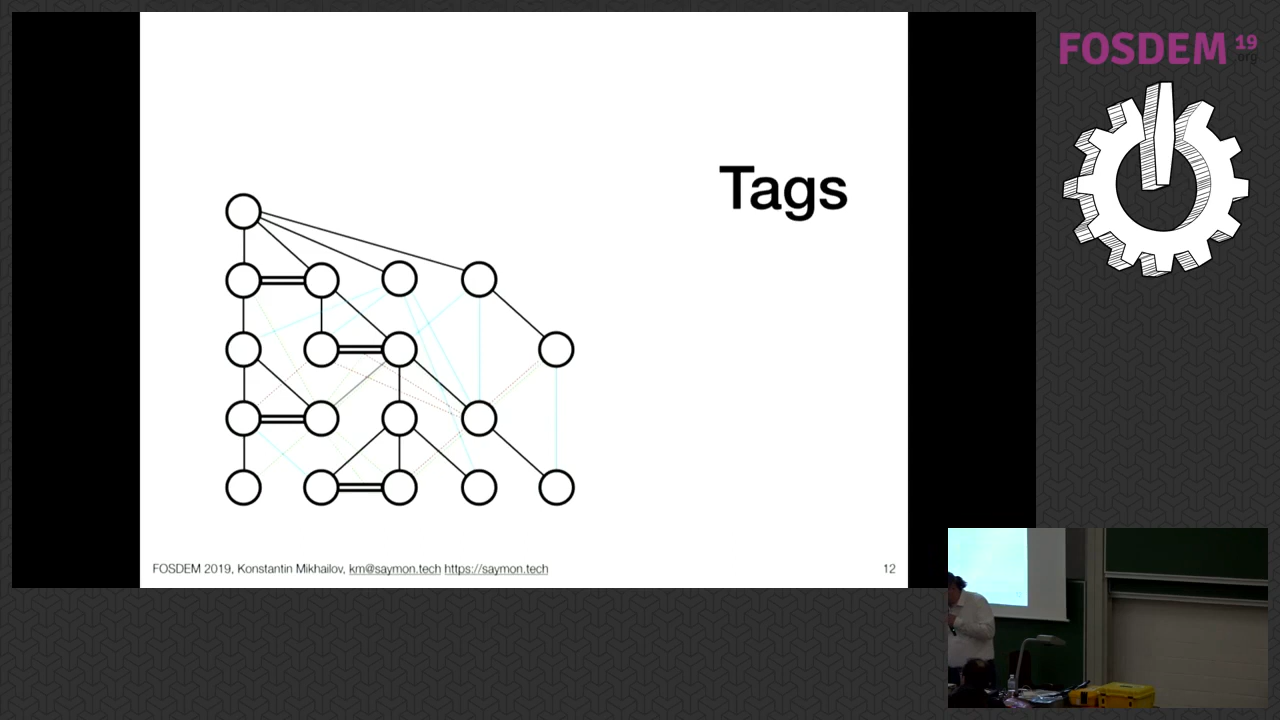 FOSDEM 19
.org
Tags
FOSDEM 2019, Konstantin Mikhailov, km@saymon.tech https://saymon.tech
12